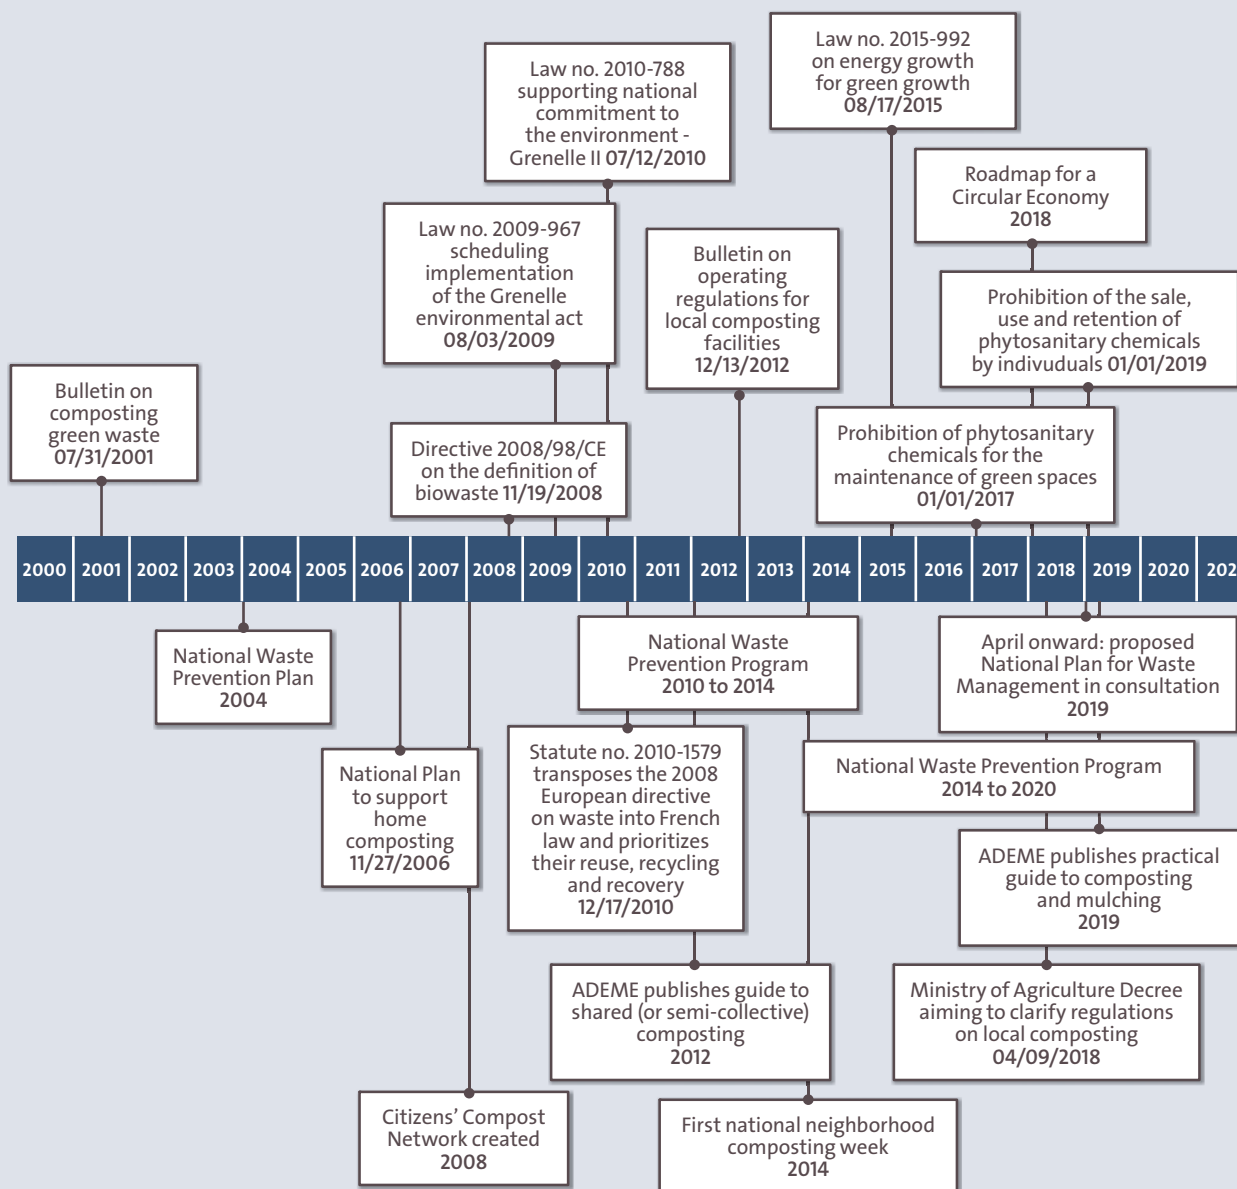 Law no. 2015-992
on energy growth
for green growth
08/17/2015
Law no. 2010-788
supporting national
commitment to
the environment -
Grenelle II 07/12/2010
Roadmap for a
Circular Economy
2018
Law no. 2009-967
scheduling
implementation
of the Grenelle
environmental act
08/03/2009
Bulletin on
operating
regulations for
local composting
facilities
12/13/2012
Prohibition of the sale,
use and retention of
phytosanitary chemicals
by indivuduals 01/01/2019
Bulletin on
composting
green waste
07/31/2001
Directive 2008/98/CE
on the definition of
biowaste 11/19/2008
Prohibition of phytosanitary
chemicals for the
maintenance of green spaces
01/01/2017
2000 2001 2002 2003 2004 2005 2006 2007 2008 2009 2010 2011 2012 2013 2014 2015 2016 2017 2018 2019 2020 202
National Waste
Prevention Plan
2004
National Waste
Prevention Program
2010 to 2014
April onward: proposed
National Plan for Waste
Management in consultation
2019
National Plan
to support
home
composting
11/27/2006
Statute no. 2010-1579
transposes the 2008
European directive
on waste into French
law and prioritizes
their reuse, recycling
and recovery
12/17/2010
National Waste Prevention Program
2014 to 2020
ADEME publishes practical
guide to composting
and mulching
2019
ADEME publishes guide to
shared (or semi-collective)
composting
2012
Ministry of Agriculture Decree
aiming to clarify regulations
on local composting
04/09/2018
Citizens' Compost
Network created
2008
First national neighborhood
composting week
2014